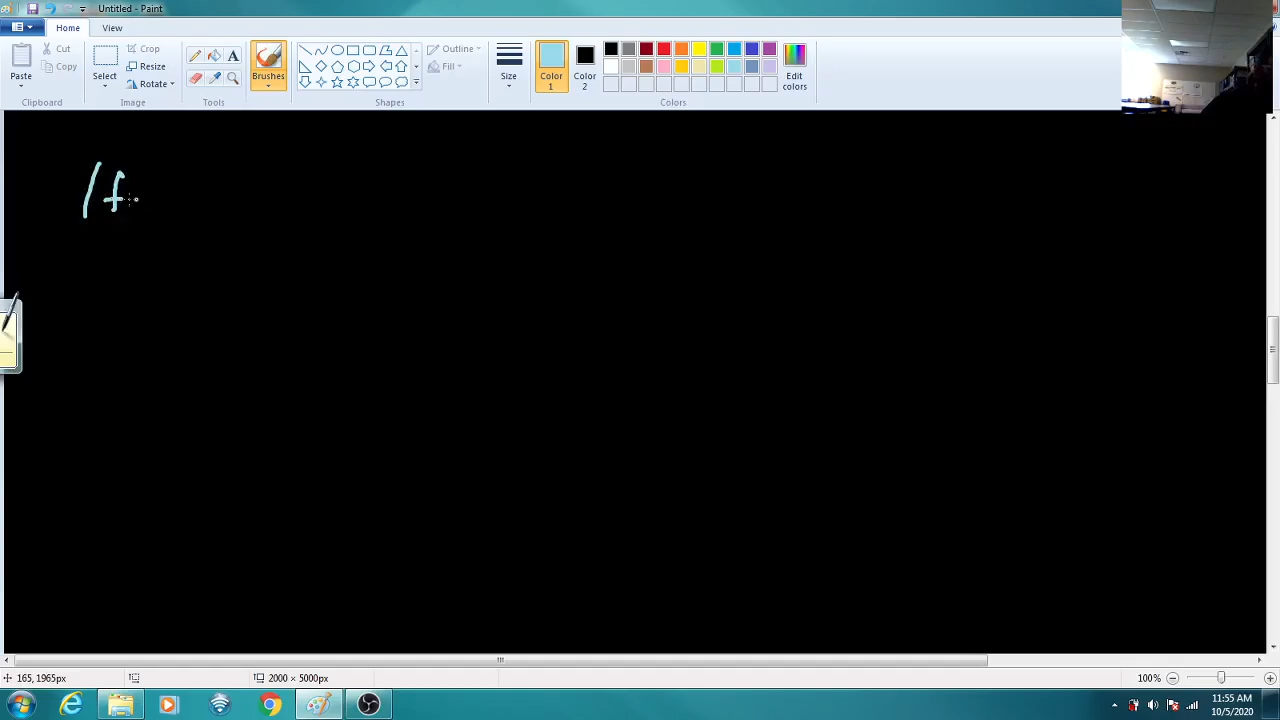 Untitled - Paint
Home
View
Paste
Cut
Copy
Clipboard
Select
Crop
Resize
Rotate
Image
Tools
Brushes
Shapes
Outline
Fill
Size
Color 1
Color 2
Edit colors
Colors
If
165, 1965px
2000 × 5000px
100%
11:55 AM
10/5/2020